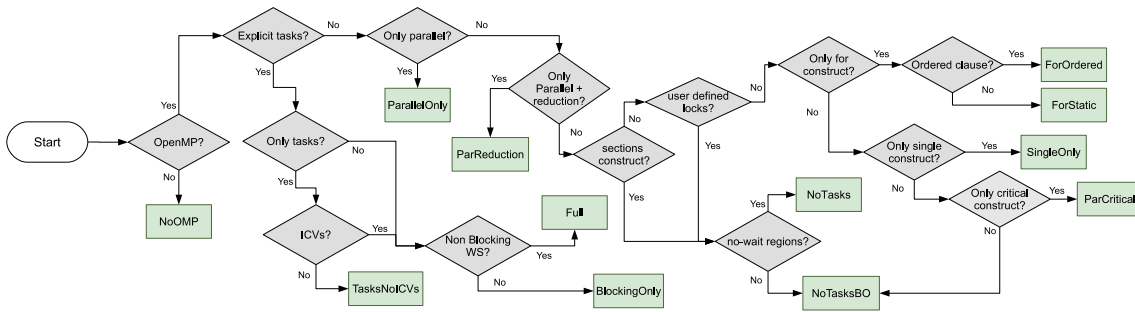 Start
OpenMP?
Yes
No
NoOMP
Explicit tasks?
No
Yes
Only tasks?
No
Yes
ICVs?
Yes
No
TasksNoICVs
Only parallel?
No
Yes
ParallelOnly
Only
Parallel +
reduction?
Yes
No
ParReduction
Non Blocking
WS?
Yes
No
Full
BlockingOnly
sections
construct?
No
Yes
user defined
locks?
No
Yes
no-wait regions?
Yes
No
NoTasks
NoTasksBO
Only for
construct?
Yes
No
Ordered clause?
Yes
No
ForOrdered
ForStatic
Only single
construct?
Yes
No
SingleOnly
Only critical
construct?
Yes
No
ParCritical